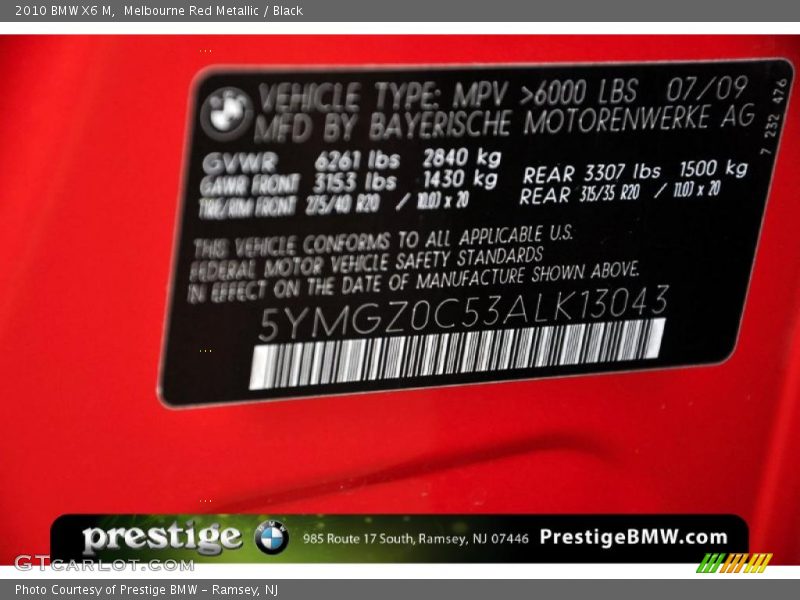 2010 BMW X6 M,  Melbourne Red Metallic / Black
VEHICLE TYPE: MPV >6000 LBS 07/09
MFD BY BAYERISCHE MOTORENWERKE AG
7 232 476
GVWR 6261 lbs 2840 kg
GAWR FRONT 3153 lbs 1430 kg REAR 3307 lbs 1500 kg
TIRE/RIM FRONT 275/40 R20 / 10.0J x 20 REAR 315/35 R20 / 11.0J x 20
THIS VEHICLE CONFORMS TO ALL APPLICABLE U.S.
FEDERAL MOTOR VEHICLE SAFETY STANDARDS
IN EFFECT ON THE DATE OF MANUFACTURE SHOWN ABOVE.
5YMGZ0C53ALK13043
prestige BMW 985 Route 17 South, Ramsey, NJ 07446 PrestigeBMW.com
GTCARLOT.COM
Photo Courtesy of Prestige BMW - Ramsey, NJ